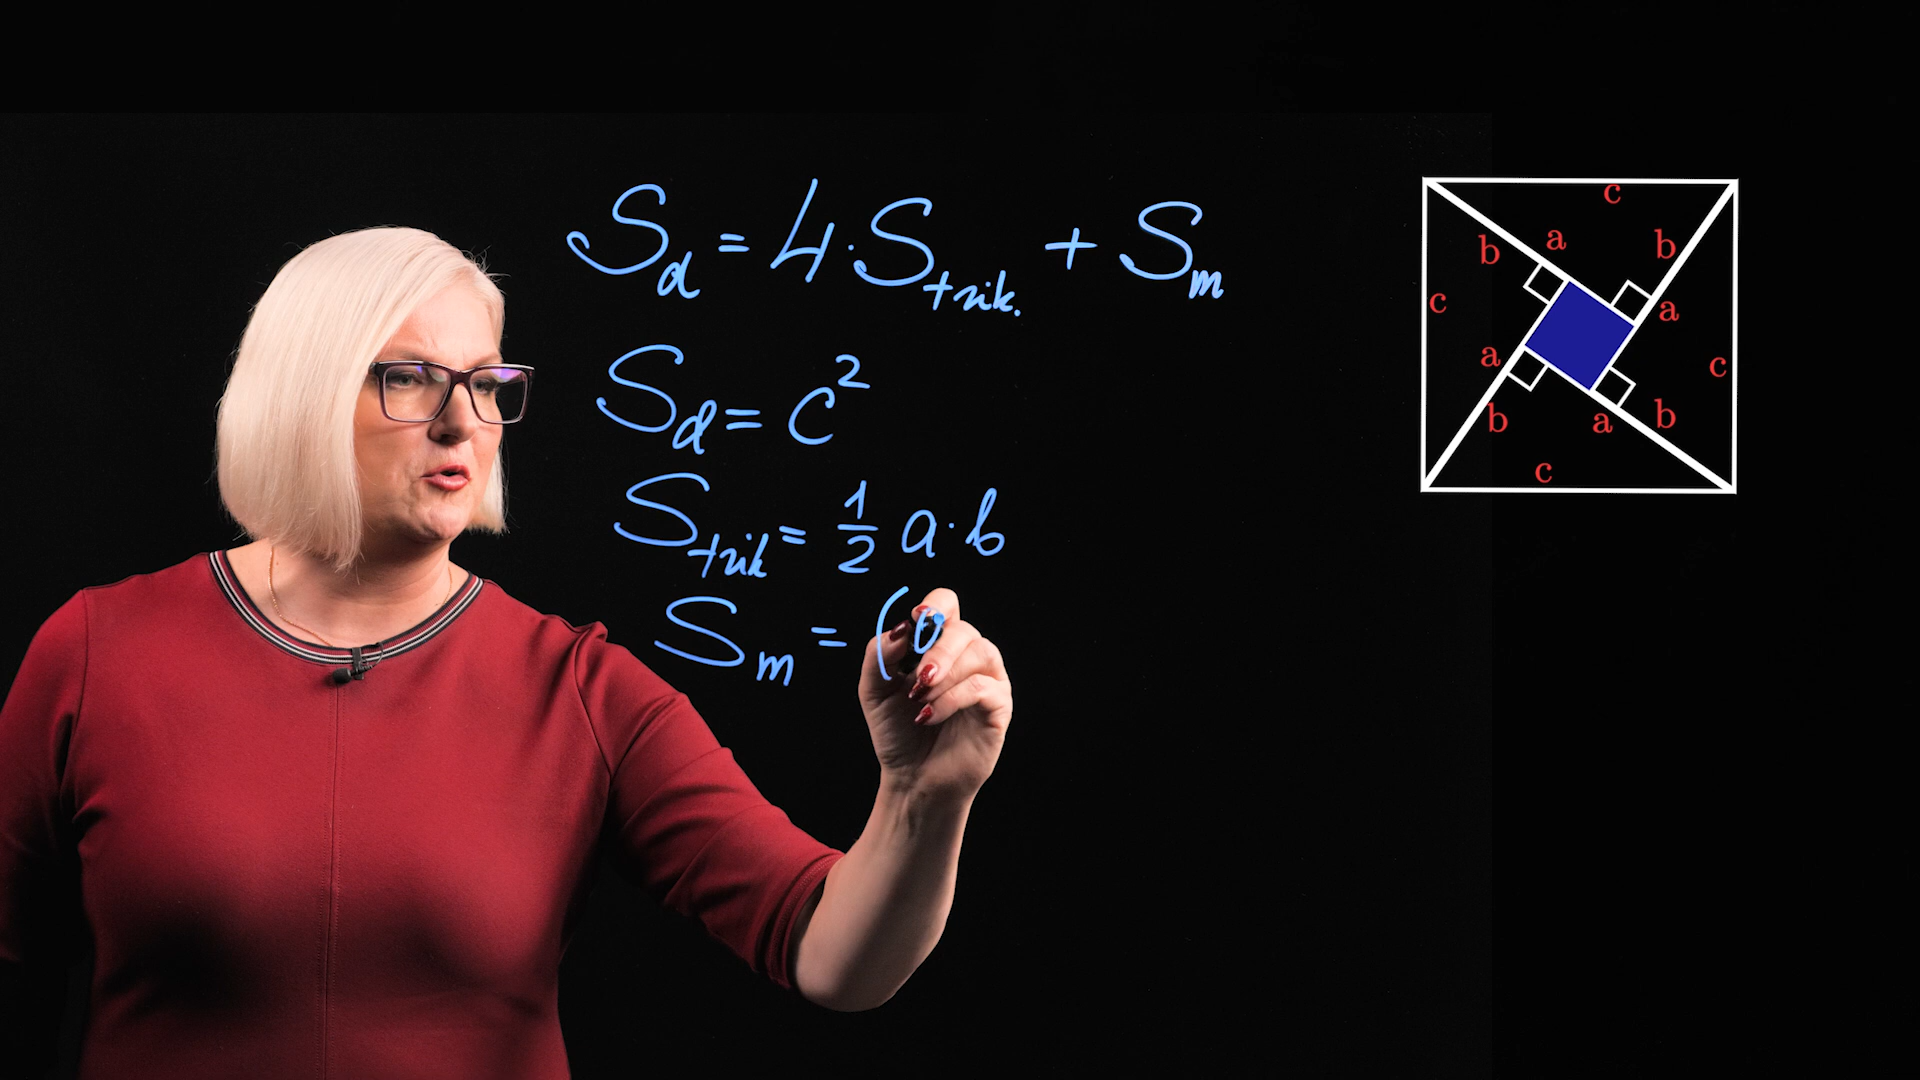 S_d = 4·S_trik. + S_m
S_d = c²
S_trik = 1/2 a·b
S_m = (
c
b a b
c a
a c
b a b
c